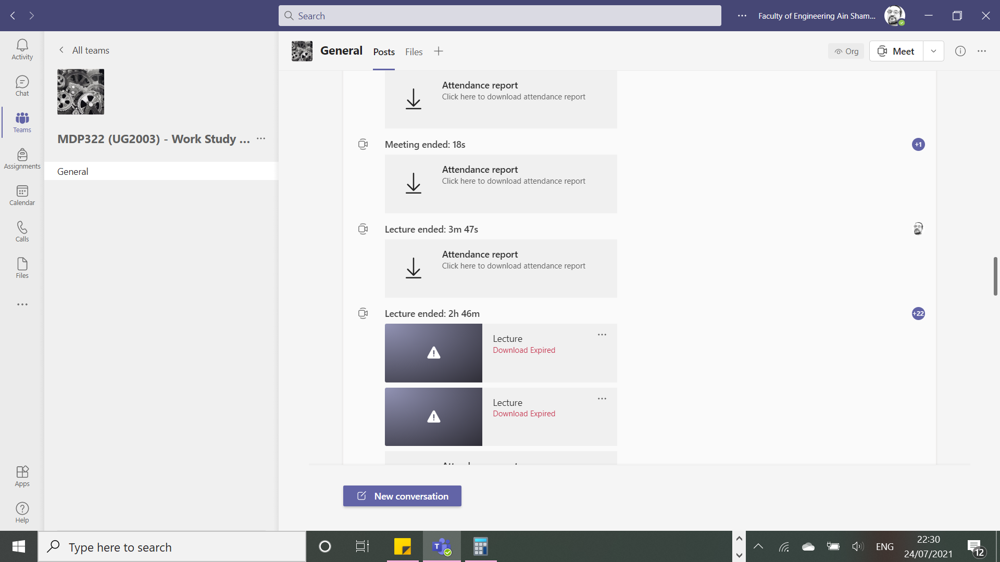 Search
Faculty of Engineering Ain Sham...
Activity
Chat
Teams
Assignments
Calendar
Calls
Files
Apps
Help
All teams
MDP322 (UG2003) - Work Study ...
General
General
Posts
Files
Org
Meet
Attendance report
Click here to download attendance report
Meeting ended: 18s
+1
Attendance report
Click here to download attendance report
Lecture ended: 3m 47s
Attendance report
Click here to download attendance report
Lecture ended: 2h 46m
+22
Lecture
Download Expired
Lecture
Download Expired
New conversation
Type here to search
T
ENG
22:30
24/07/2021
12